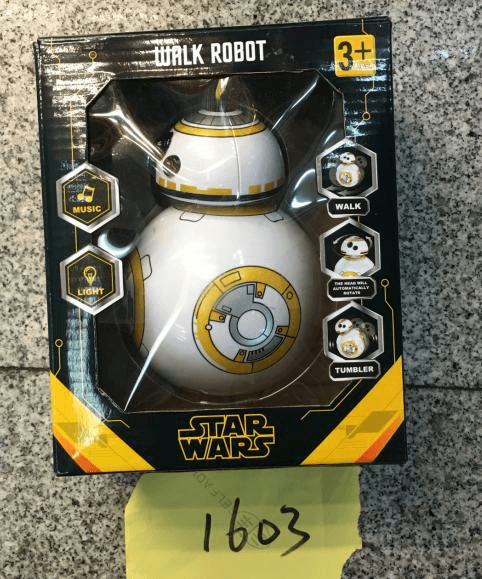 WALK ROBOT
3+
MUSIC
WALK
LIGHT
THE HEAD WILL
AUTOMATICALLY
ROTATE
TUMBLER
STAR
WARS
1603